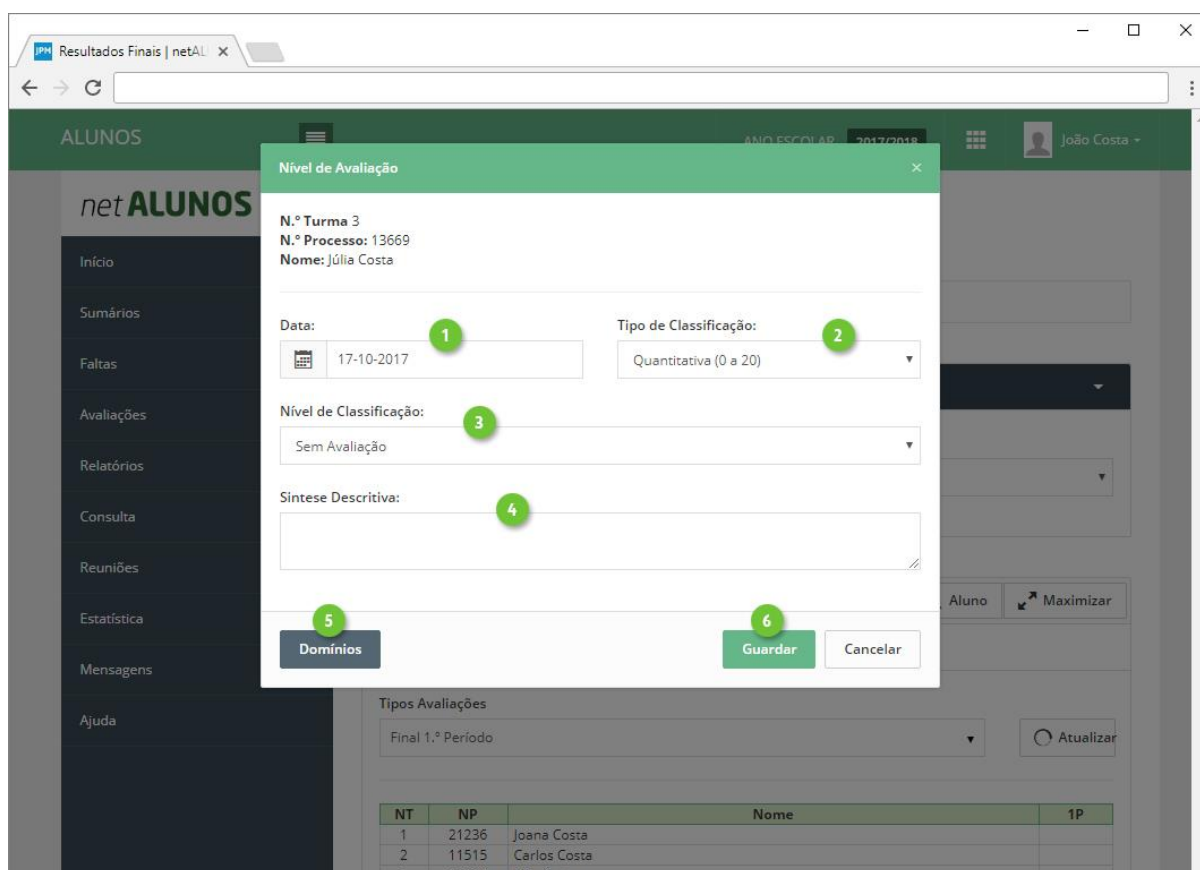 JPM Resultados Finais | netAL
ALUNOS
ANO ESCOLAR 2017/2018
João Costa
net ALUNOS
Início
Sumários
Faltas
Avaliações
Relatórios
Consulta
Reuniões
Estatística
Mensagens
Ajuda
Nível de Avaliação
N.º Turma 3
N.º Processo: 13669
Nome: Júlia Costa
Data:
1
17-10-2017
Tipo de Classificação:
2
Quantitativa (0 a 20)
Nível de Classificação:
3
Sem Avaliação
Sintese Descritiva:
4
5
Domínios
6
Guardar
Cancelar
Aluno
Maximizar
Tipos Avaliações
Final 1.º Período
Atualizar
NT NP Nome 1P
1 21236 Joana Costa
2 11515 Carlos Costa